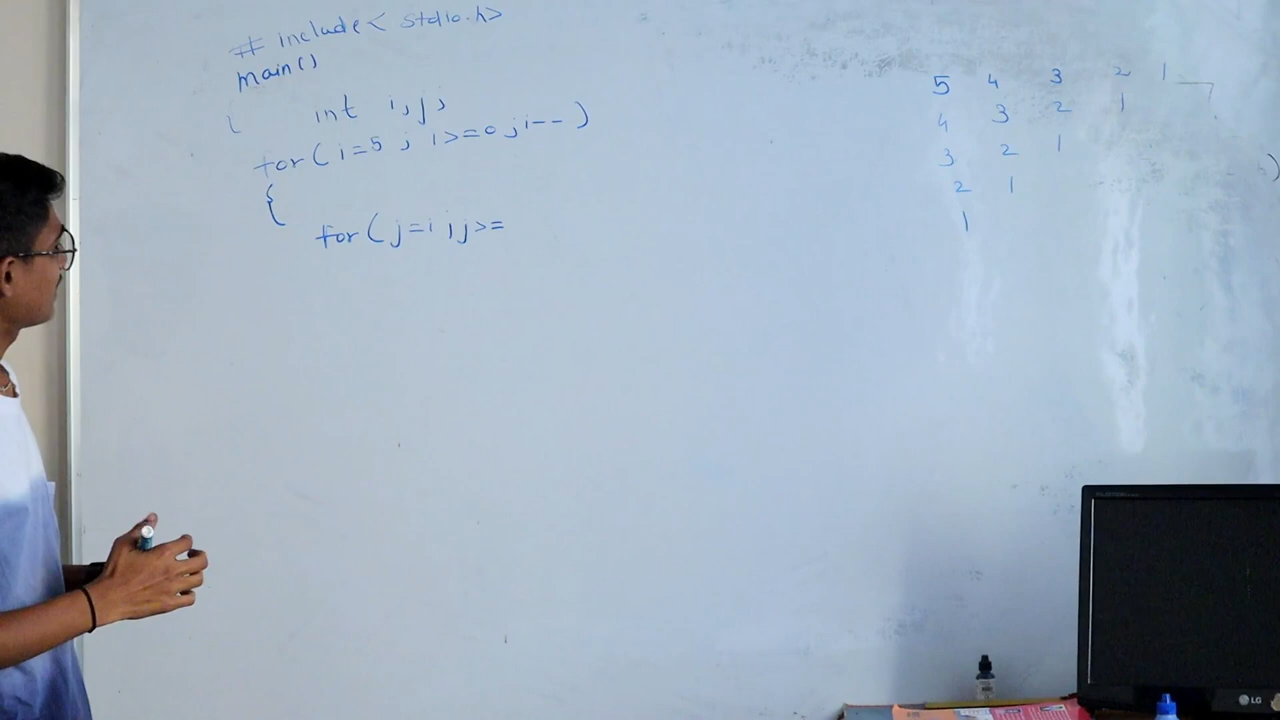 # include< stdio.h>
main()
{ int i,j;
for( i=5 ; i>=0 ; i-- )
{
for( j=i ; j>=
5 4 3 2 1
4 3 2 1
3 2 1
2 1
1
LG